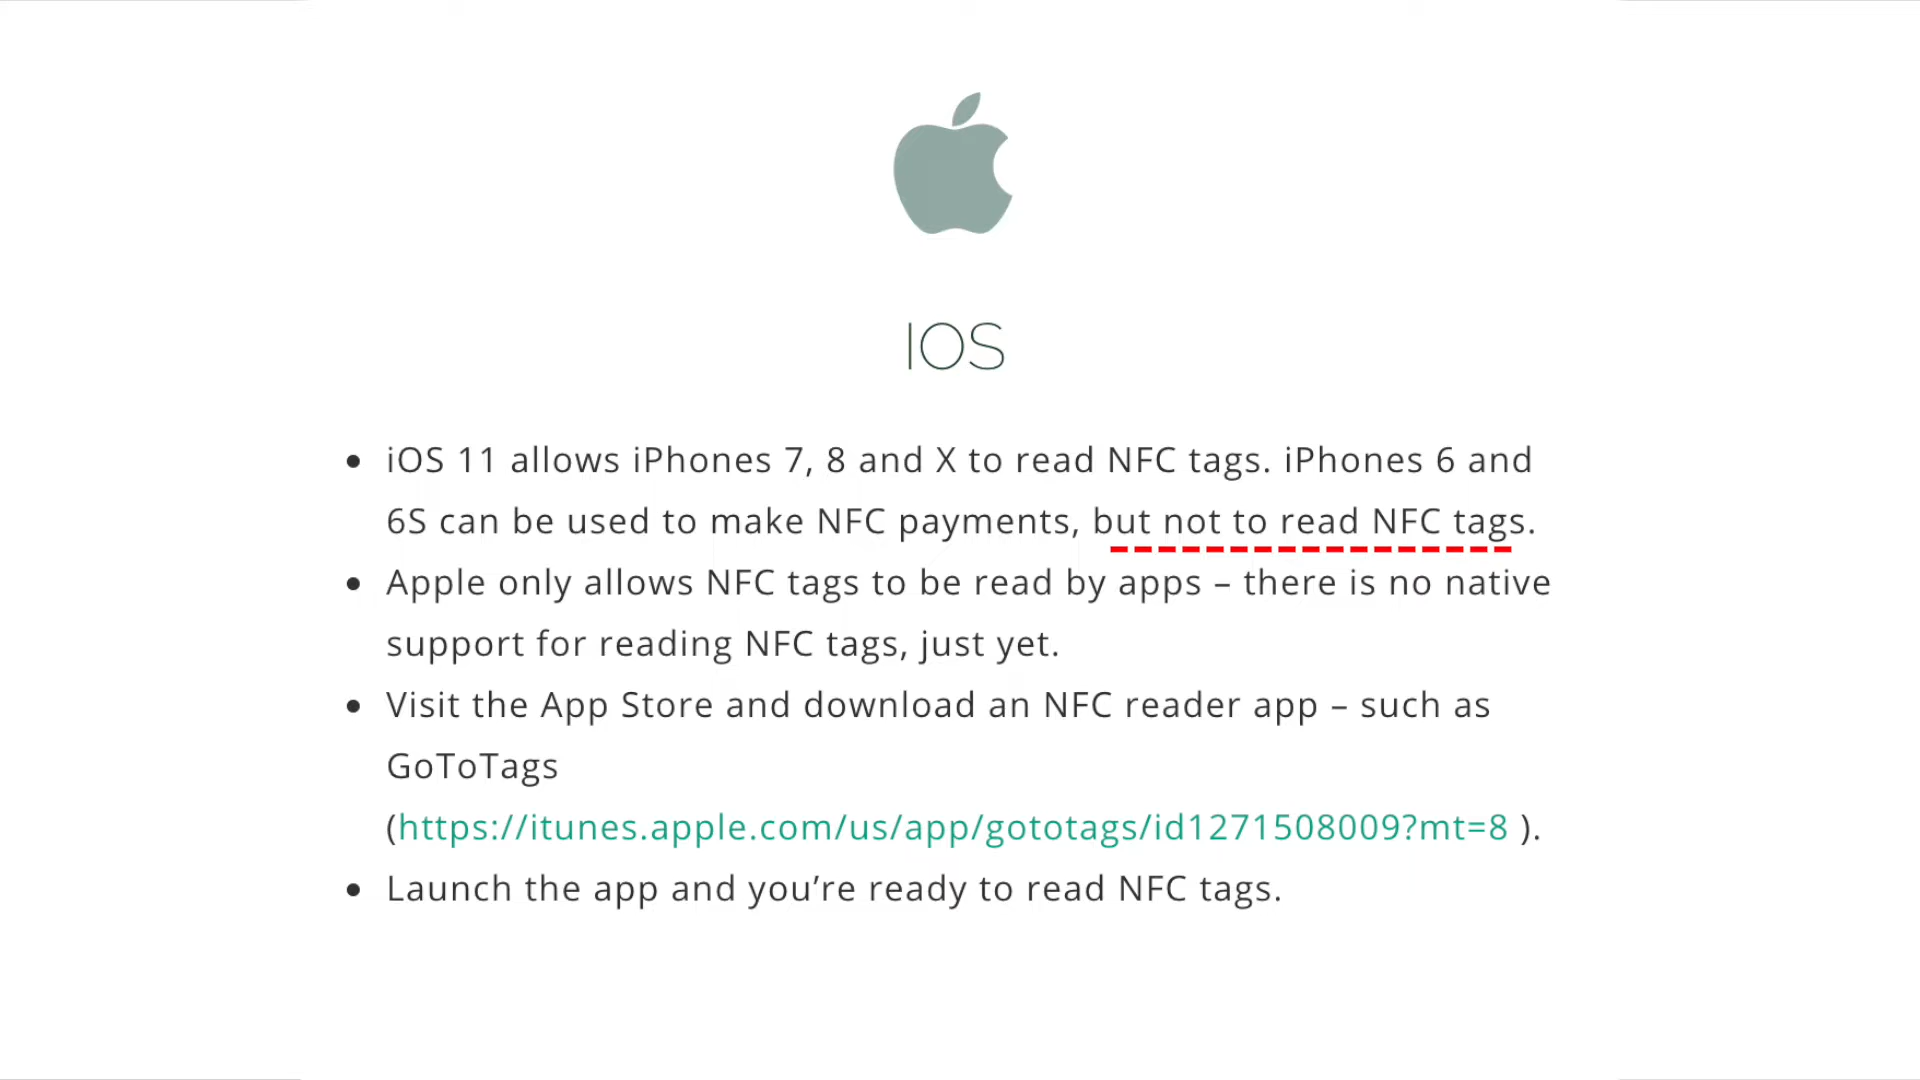 IOS
iOS 11 allows iPhones 7, 8 and X to read NFC tags. iPhones 6 and
6S can be used to make NFC payments, but not to read NFC tags.
Apple only allows NFC tags to be read by apps – there is no native
support for reading NFC tags, just yet.
Visit the App Store and download an NFC reader app – such as
GoToTags
(https://itunes.apple.com/us/app/gototags/id1271508009?mt=8 ).
Launch the app and you’re ready to read NFC tags.